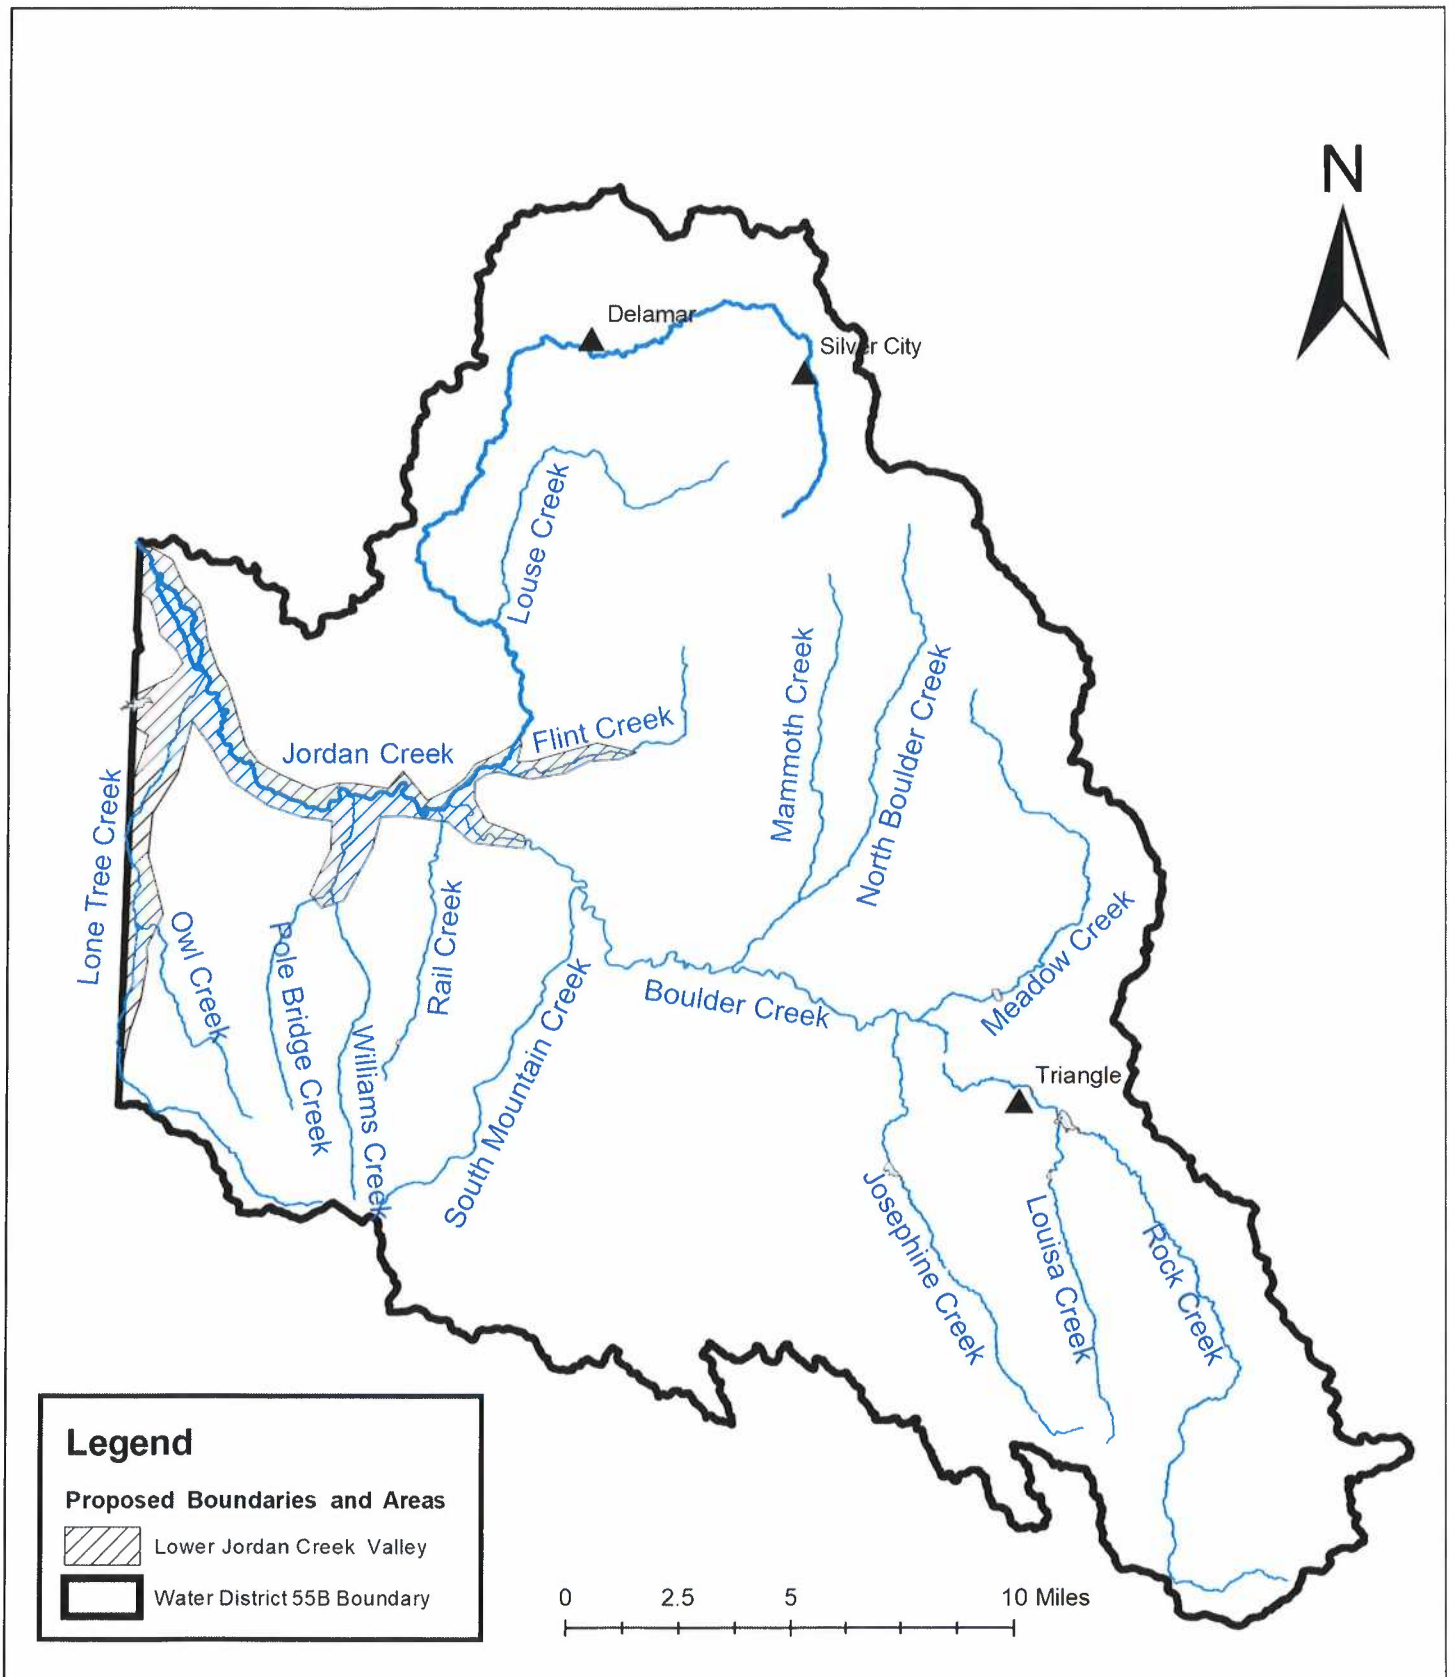 N
Delamar
Silver City
Louse Creek
Mammoth Creek
North Boulder Creek
Flint Creek
Jordan Creek
Lone Tree Creek
Owl Creek
Pole Bridge Creek
Rail Creek
Williams Creek
South Mountain Creek
Boulder Creek
Meadow Creek
Triangle
Josephine Creek
Louisa Creek
Rock Creek
Legend
Proposed Boundaries and Areas
Lower Jordan Creek Valley
Water District 55B Boundary
0 2.5 5 10 Miles